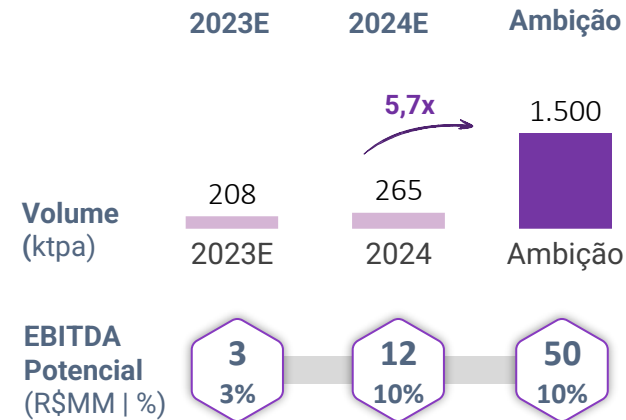 2023E 2024E Ambição
5,7x
1.500
208 265
Volume
(ktpa)
2023E 2024 Ambição
EBITDA
Potencial
(R$MM | %)
3 12 50
3% 10% 10%